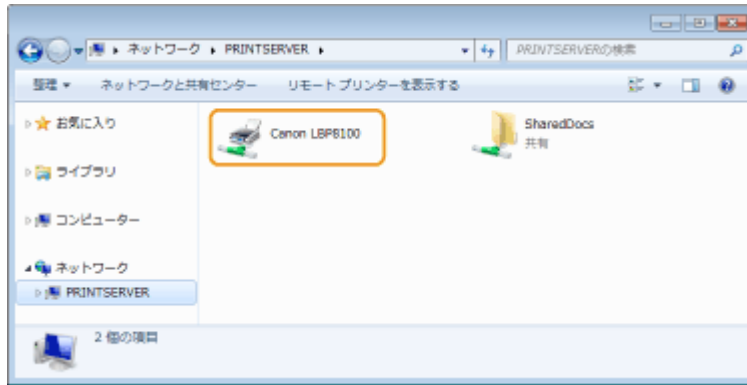 ネットワーク ▸ PRINTSERVER ▸
PRINTSERVERの検索
整理 ▼ ネットワークと共有センター リモート プリンターを表示する
お気に入り
ライブラリ
コンピューター
ネットワーク
PRINTSERVER
Canon LBP8100
SharedDocs
共有
2 個の項目